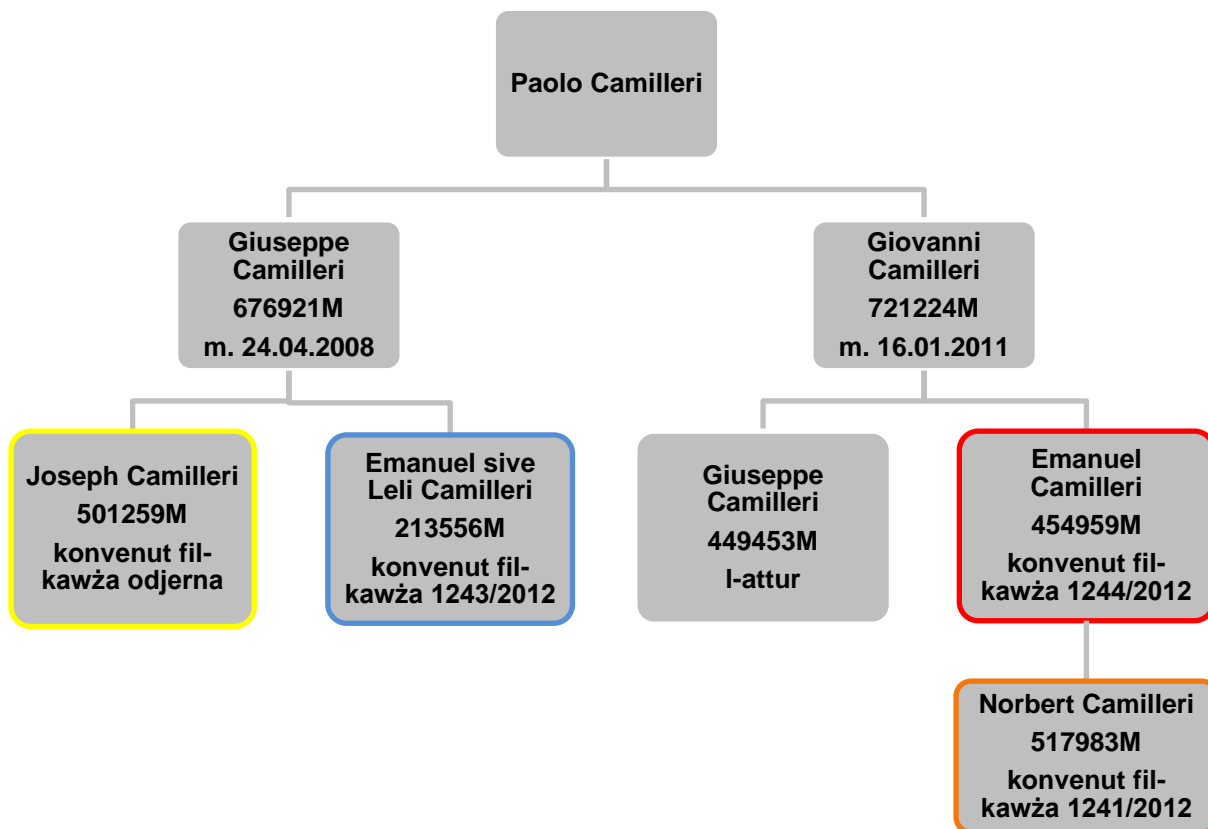 Paolo Camilleri
Giuseppe
Camilleri
676921M
m. 24.04.2008
Giovanni
Camilleri
721224M
m. 16.01.2011
Joseph Camilleri
501259M
konvenut fil-
kawża odjerna
Emanuel sive
Leli Camilleri
213556M
konvenut fil-
kawża 1243/2012
Giuseppe
Camilleri
449453M
l-attur
Emanuel
Camilleri
454959M
konvenut fil-
kawża 1244/2012
Norbert Camilleri
517983M
konvenut fil-
kawża 1241/2012